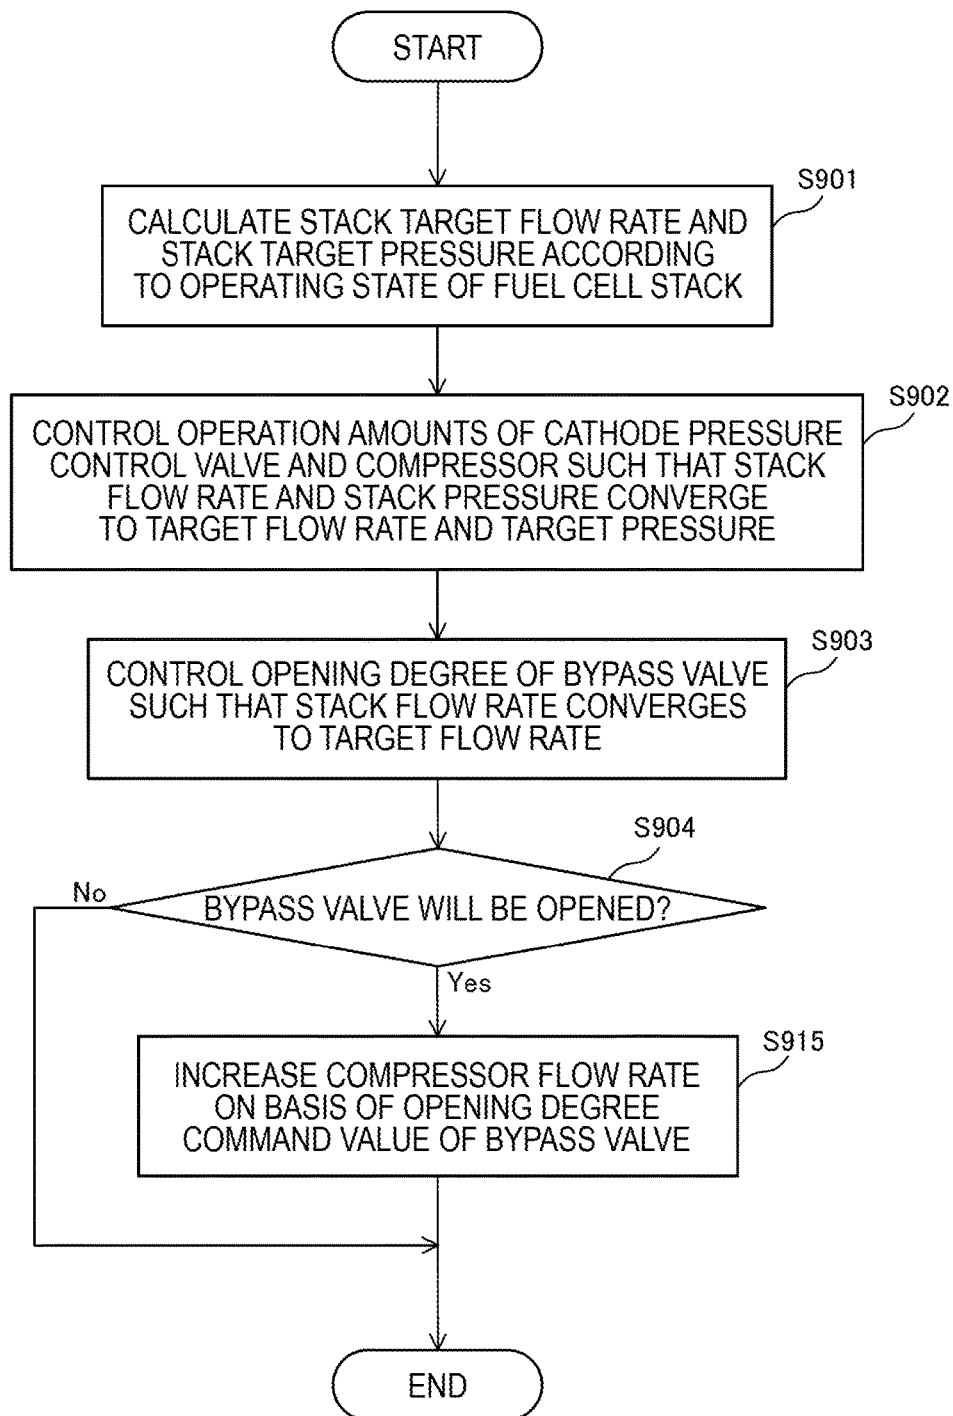 START
S901
CALCULATE STACK TARGET FLOW RATE AND
STACK TARGET PRESSURE ACCORDING
TO OPERATING STATE OF FUEL CELL STACK
S902
CONTROL OPERATION AMOUNTS OF CATHODE PRESSURE
CONTROL VALVE AND COMPRESSOR SUCH THAT STACK
FLOW RATE AND STACK PRESSURE CONVERGE
TO TARGET FLOW RATE AND TARGET PRESSURE
S903
CONTROL OPENING DEGREE OF BYPASS VALVE
SUCH THAT STACK FLOW RATE CONVERGES
TO TARGET FLOW RATE
S904
No
BYPASS VALVE WILL BE OPENED?
Yes
S915
INCREASE COMPRESSOR FLOW RATE
ON BASIS OF OPENING DEGREE
COMMAND VALUE OF BYPASS VALVE
END